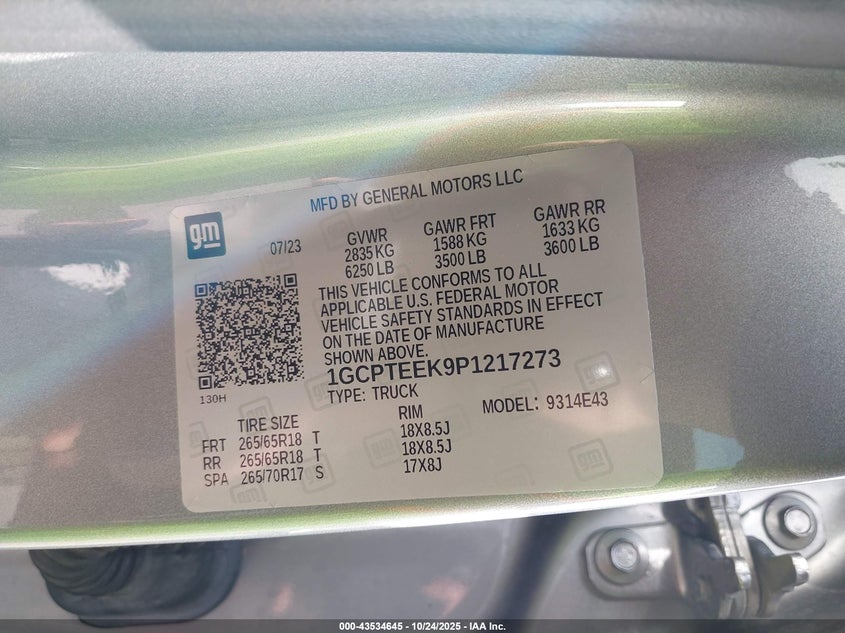 MFD BY GENERAL MOTORS LLC
gm
07/23
GVWR GAWR FRT GAWR RR
2835 KG 1588 KG 1633 KG
6250 LB 3500 LB 3600 LB
THIS VEHICLE CONFORMS TO ALL
APPLICABLE U.S. FEDERAL MOTOR
VEHICLE SAFETY STANDARDS IN EFFECT
ON THE DATE OF MANUFACTURE
SHOWN ABOVE.
1GCPTEEK9P1217273
130H
TYPE: TRUCK
MODEL: 9314E43
TIRE SIZE RIM
FRT 265/65R18 T 18X8.5J
RR 265/65R18 T 18X8.5J
SPA 265/70R17 S 17X8J
000-43534645 - 10/24/2025 - IAA Inc.